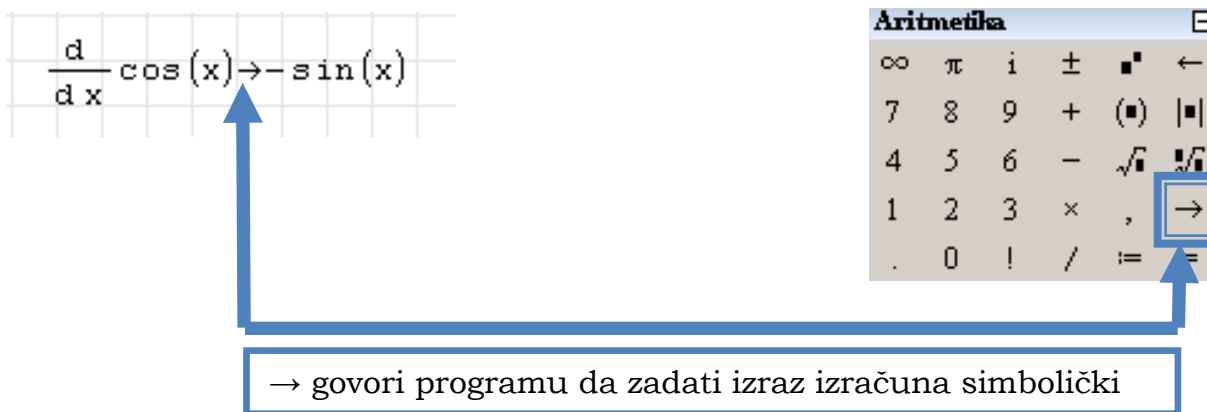 d
dx cos(x)→-sin(x)
Aritmetika
∞ π i ± ▪▪ ←
7 8 9 + (▪) |▪|
4 5 6 − √▪ ▪√▪
1 2 3 × , →
. 0 ! / := =
→ govori programu da zadati izraz izračuna simbolički